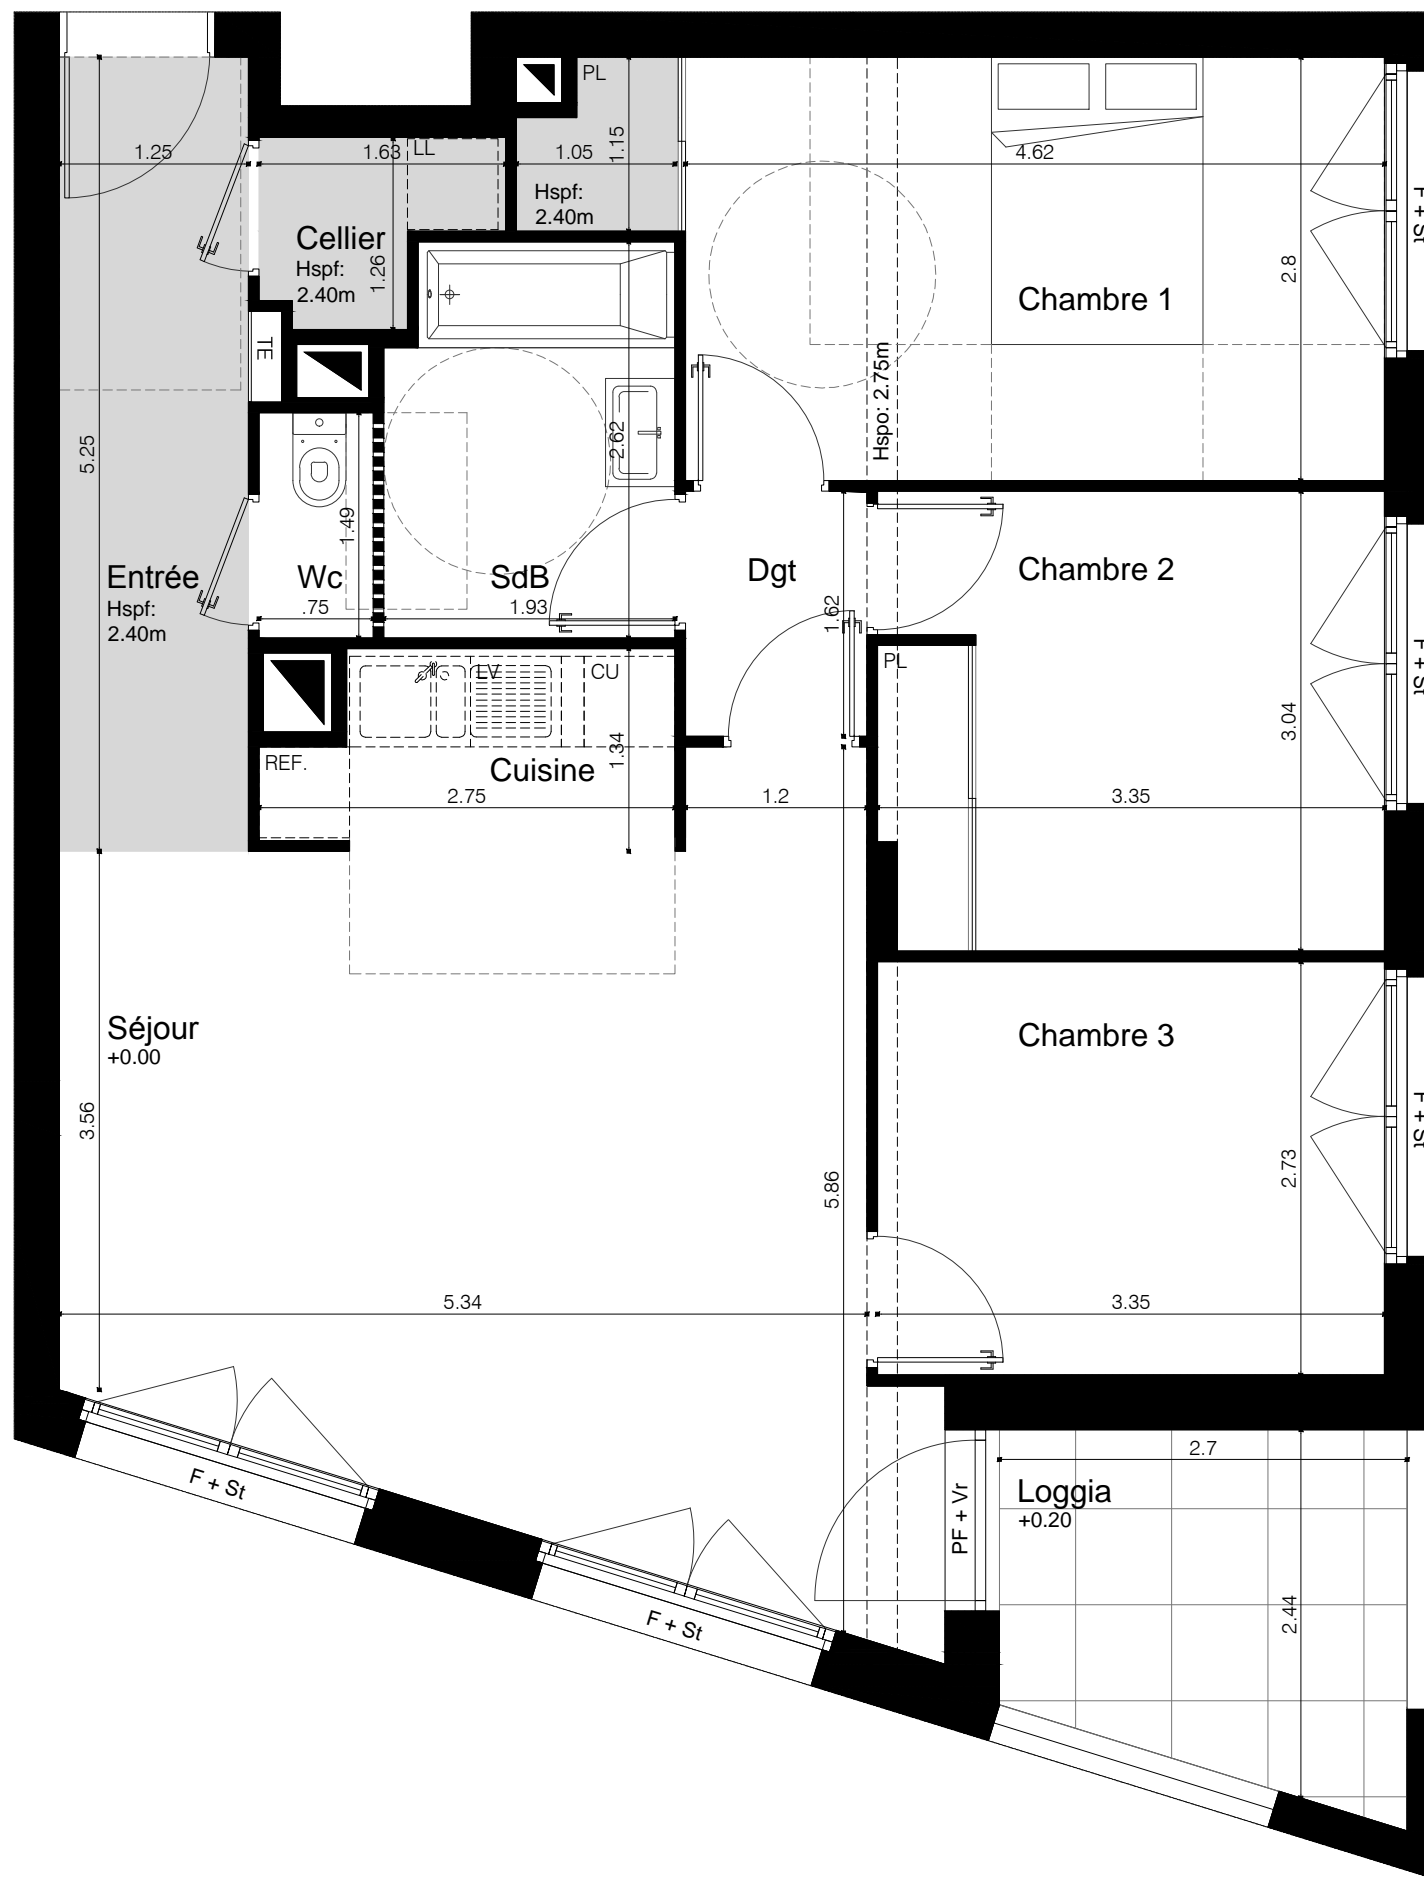 PL
1.25
1.63
LL
1.05
1.15
4.62
Hspf:
2.40m
F + St
Cellier
Hspf:
2.40m
1.26
2.8
Chambre 1
TE
Hspo: 2.75m
5.25
2.62
1.49
Entrée
Hspf:
2.40m
Wc
.75
SdB
1.93
Dgt
1.62
Chambre 2
PL
F + St
LV
CU
3.04
REF.
Cuisine
1.34
2.75
1.2
3.35
Séjour
+0.00
Chambre 3
3.56
F + St
2.73
5.86
5.34
3.35
F + St
2.7
Loggia
+0.20
PF + Vr
F + St
2.44